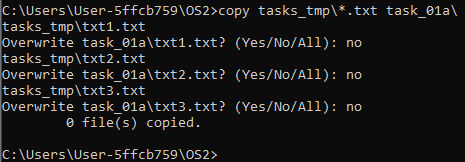 C:\Users\User-5ffcb759\OS2>copy tasks_tmp\*.txt task_01a\
tasks_tmp\txt1.txt
Overwrite task_01a\txt1.txt? (Yes/No/All): no
tasks_tmp\txt2.txt
Overwrite task_01a\txt2.txt? (Yes/No/All): no
tasks_tmp\txt3.txt
Overwrite task_01a\txt3.txt? (Yes/No/All): no
        0 file(s) copied.
C:\Users\User-5ffcb759\OS2>